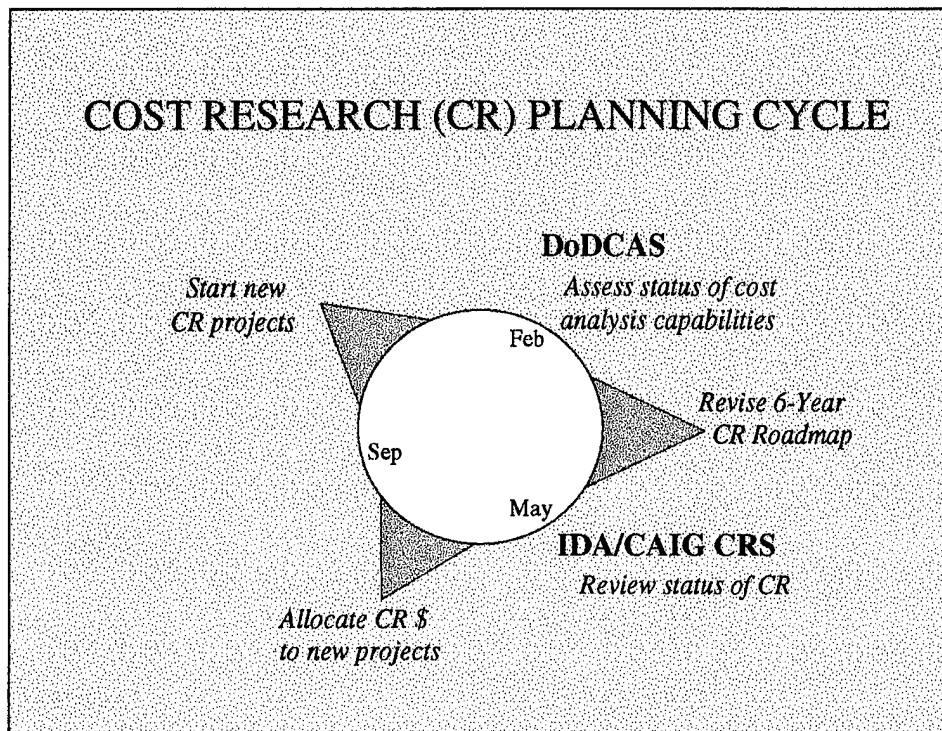 COST RESEARCH (CR) PLANNING CYCLE
DoDCAS
Assess status of cost
analysis capabilities
Start new
CR projects
Feb
Revise 6-Year
CR Roadmap
Sep
May
IDA/CAIG CRS
Review status of CR
Allocate CR $
to new projects